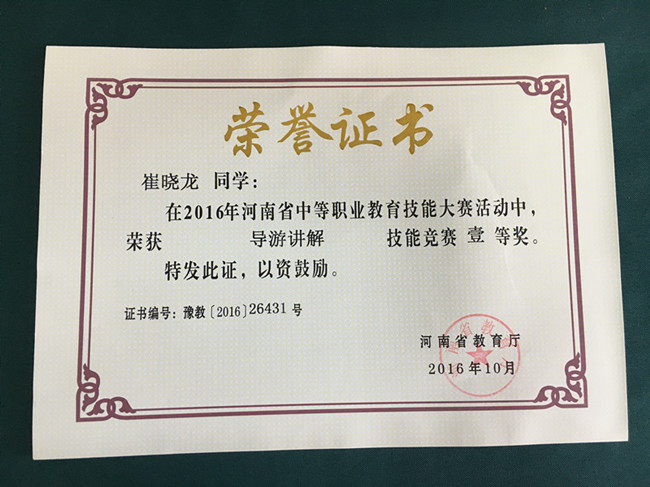 荣誉证书
崔晓龙 同学：
在2016年河南省中等职业教育技能大赛活动中，
荣获 导游讲解 技能竞赛 壹 等奖。
特发此证，以资鼓励。
证书编号：豫教〔2016〕26431 号
河南省教育厅
2016年10月